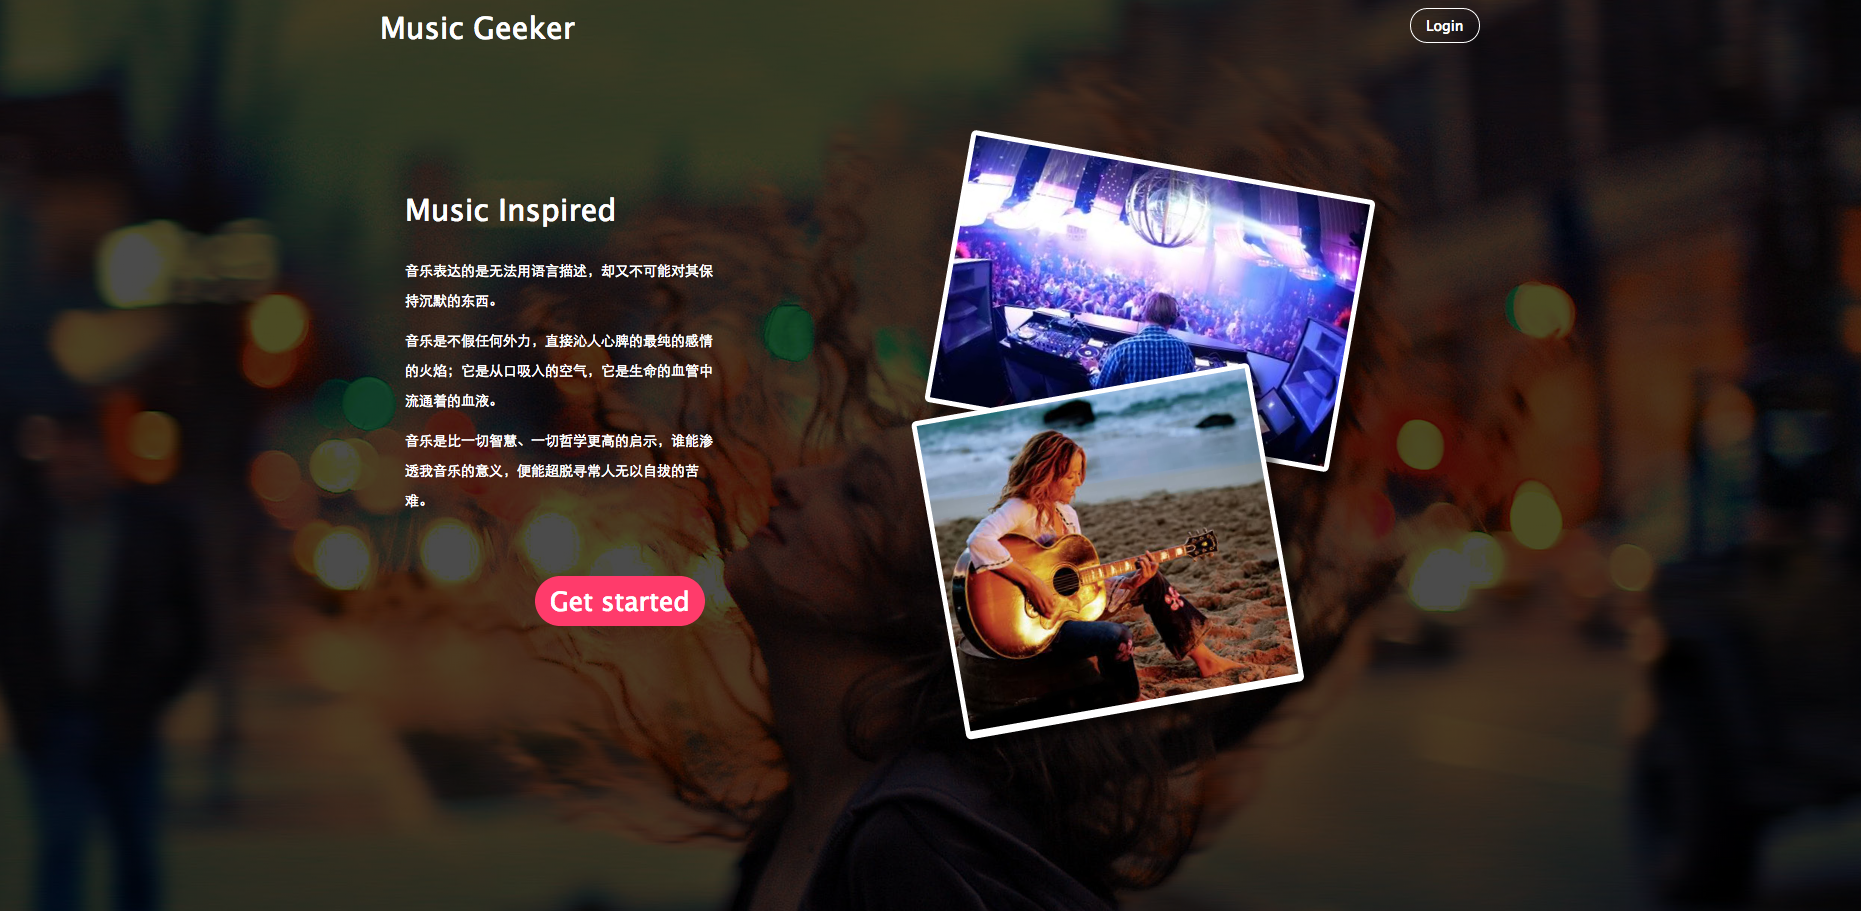 Music Geeker
Login
Music Inspired
音乐表达的是无法用语言描述，却又不可能对其保
持沉默的东西。
音乐是不假任何外力，直接沁人心脾的最纯的感情
的火焰；它是从口吸入的空气，它是生命的血管中
流通着的血液。
音乐是比一切智慧、一切哲学更高的启示，谁能渗
透我音乐的意义，便能超脱寻常人无以自拔的苦
难。
Get started